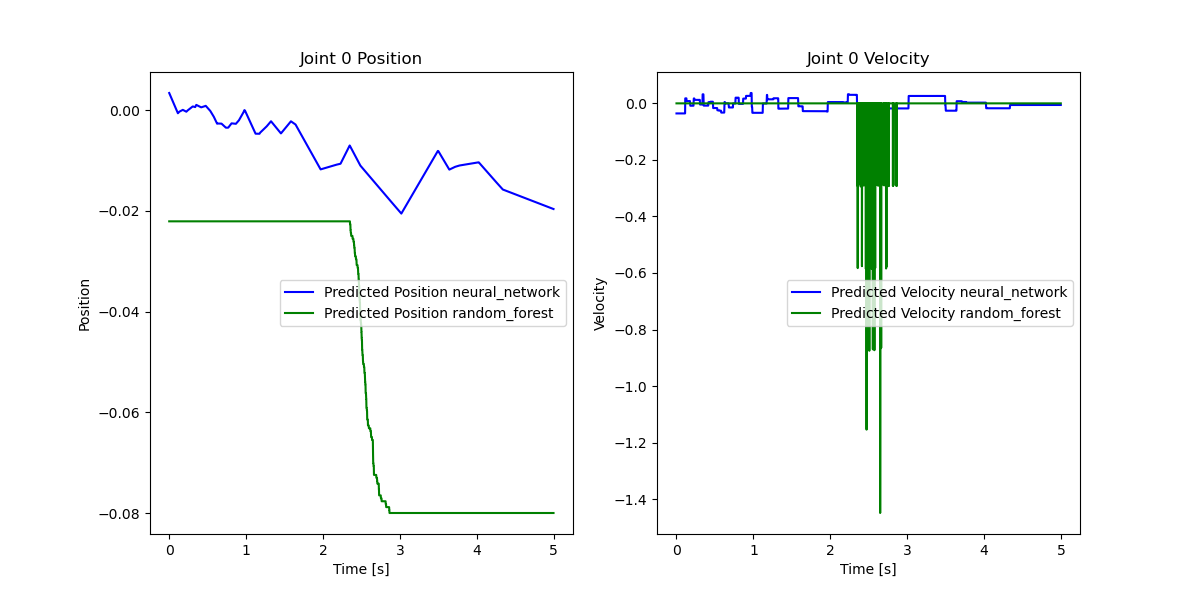 Joint 0 Position
Position
0.00
−0.02
−0.04
−0.06
−0.08
Predicted Position neural_network
Predicted Position random_forest
0 1 2 3 4 5
Time [s]
Joint 0 Velocity
Velocity
0.0
−0.2
−0.4
−0.6
−0.8
−1.0
−1.2
−1.4
Predicted Velocity neural_network
Predicted Velocity random_forest
0 1 2 3 4 5
Time [s]